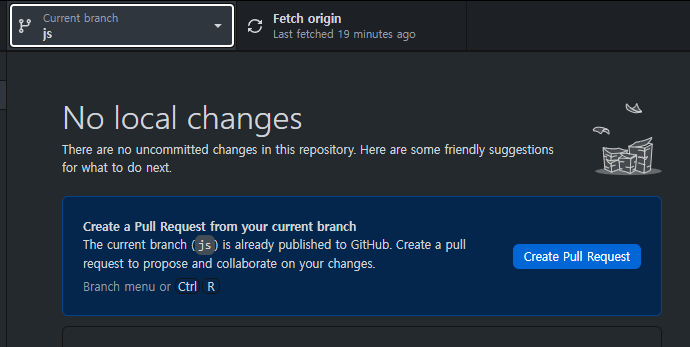 Current branch
js
Fetch origin
Last fetched 19 minutes ago
No local changes
There are no uncommitted changes in this repository. Here are some friendly suggestions
for what to do next.
Create a Pull Request from your current branch
The current branch (js) is already published to GitHub. Create a pull
request to propose and collaborate on your changes.
Branch menu or Ctrl R
Create Pull Request